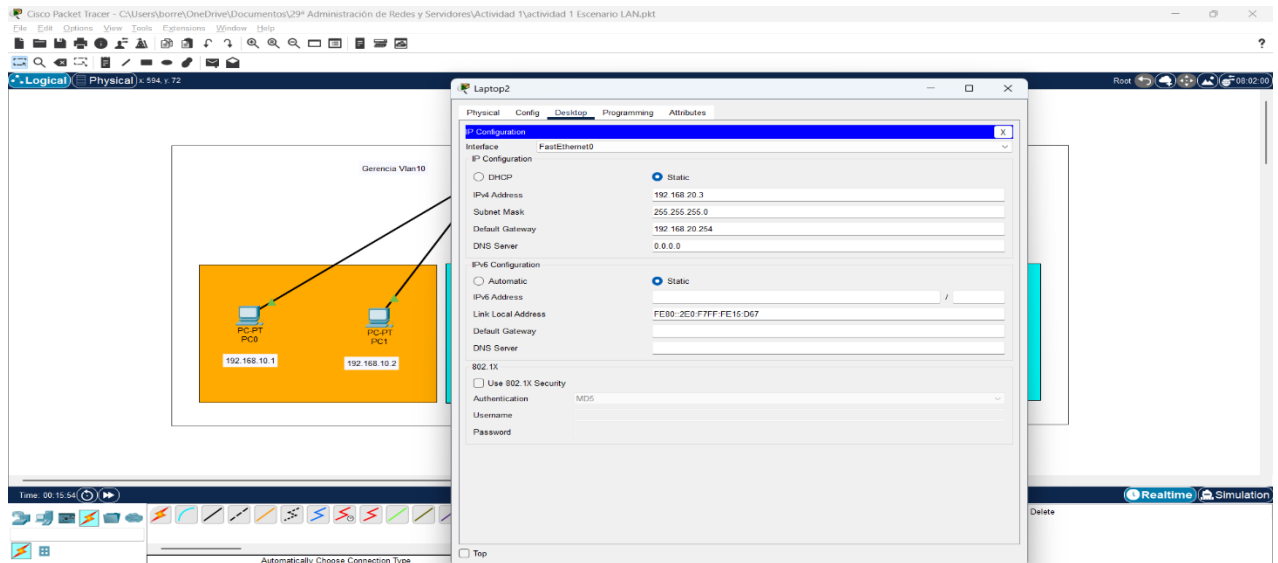 Cisco Packet Tracer - C:\Users\borre\OneDrive\Documentos\29ª Administración de Redes y Servidores\Actividad 1\actividad 1 Escenario LAN.pkt
File Edit Options View Tools Extensions Window Help
?
Logical Physical x: 594, y: 72
Root 08:02:00
Laptop2
Physical Config Desktop Programming Attributes
IP Configuration X
Interface FastEthernet0
IP Configuration
DHCP Static
IPv4 Address 192.168.20.3
Subnet Mask 255.255.255.0
Default Gateway 192.168.20.254
DNS Server 0.0.0.0
IPv6 Configuration
Automatic Static
IPv6 Address /
Link Local Address FE80::2E0:F7FF:FE15:D67
Default Gateway
DNS Server
802.1X
Use 802.1X Security
Authentication MD5
Username
Password
Top
Gerencia Vlan10
PC-PT
PC0
192.168.10.1
PC-PT
PC1
192.168.10.2
Time: 00:15:54
Realtime Simulation
Automatically Choose Connection Type
Delete